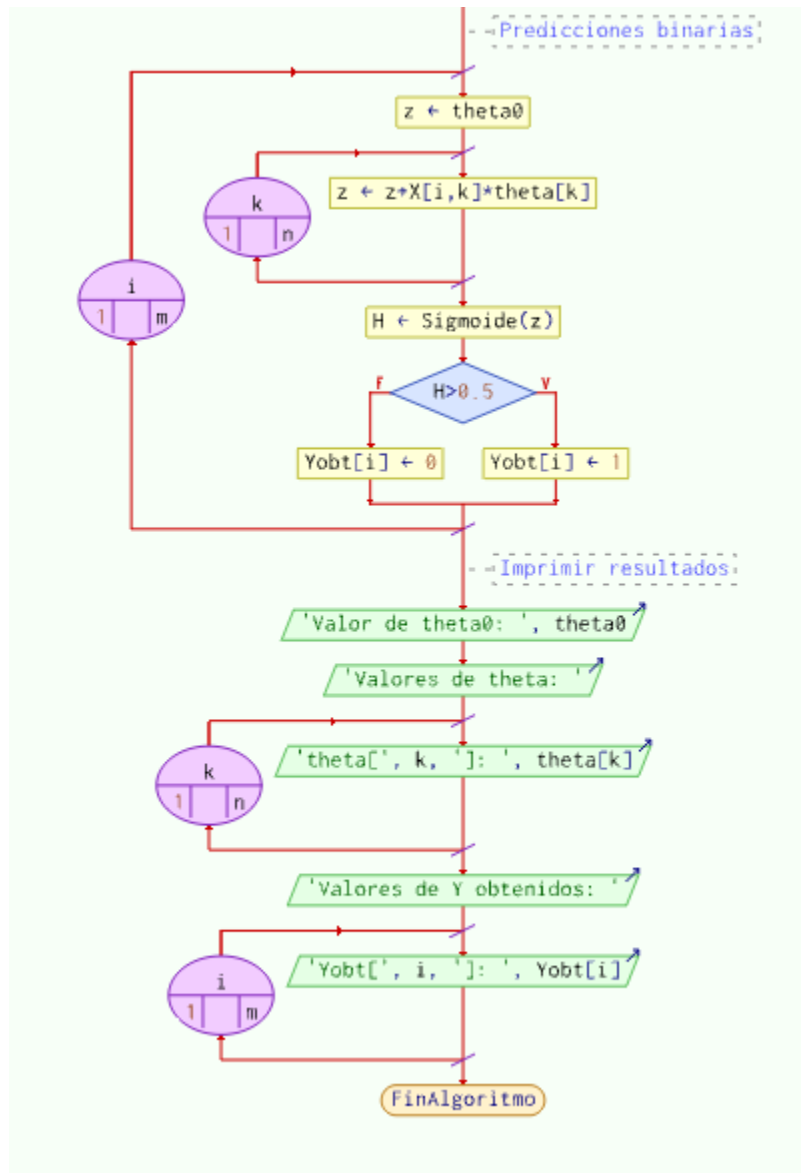 Predicciones binarias
z ← theta0
z ← z+X[i,k]*theta[k]
k
1 n
i
1 m
H ← Sigmoide(z)
F V
H>0.5
Yobt[i] ← 0 Yobt[i] ← 1
Imprimir resultados
'Valor de theta0: ', theta0
'Valores de theta: '
'theta[', k, ']: ', theta[k]
k
1 n
'Valores de Y obtenidos: '
'Yobt[', i, ']: ', Yobt[i]
i
1 m
FinAlgoritmo